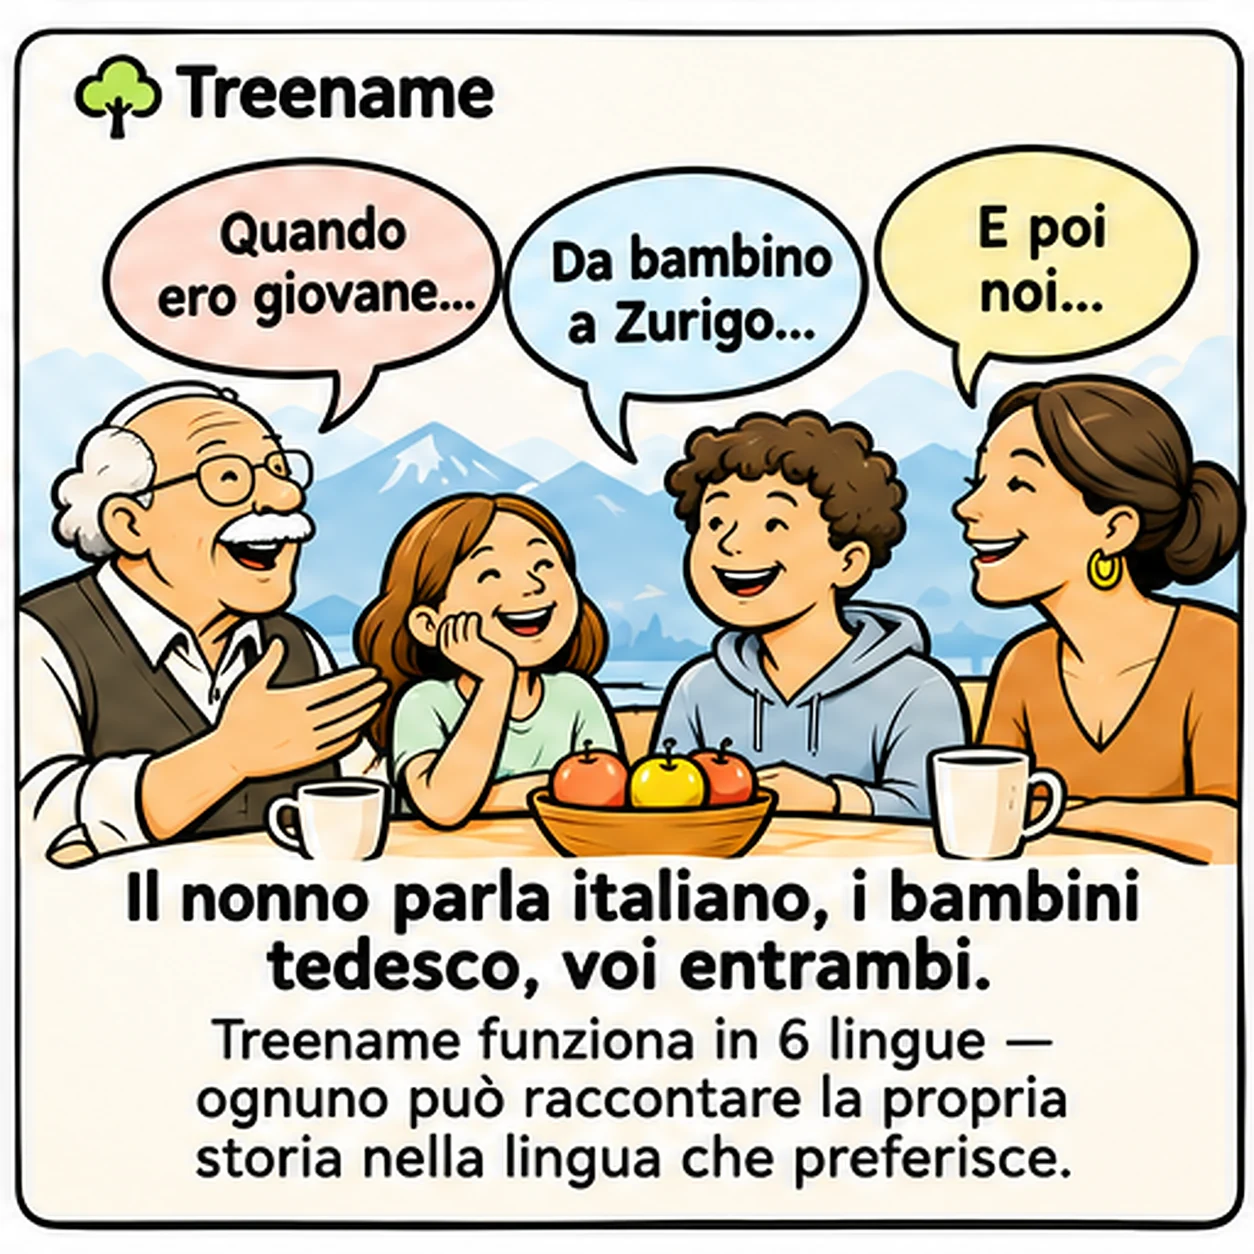 Treename
Quando
ero giovane...
Da bambino
a Zurigo...
E poi
noi...
Il nonno parla italiano, i bambini
tedesco, voi entrambi.
Treename funziona in 6 lingue —
ognuno può raccontare la propria
storia nella lingua che preferisce.